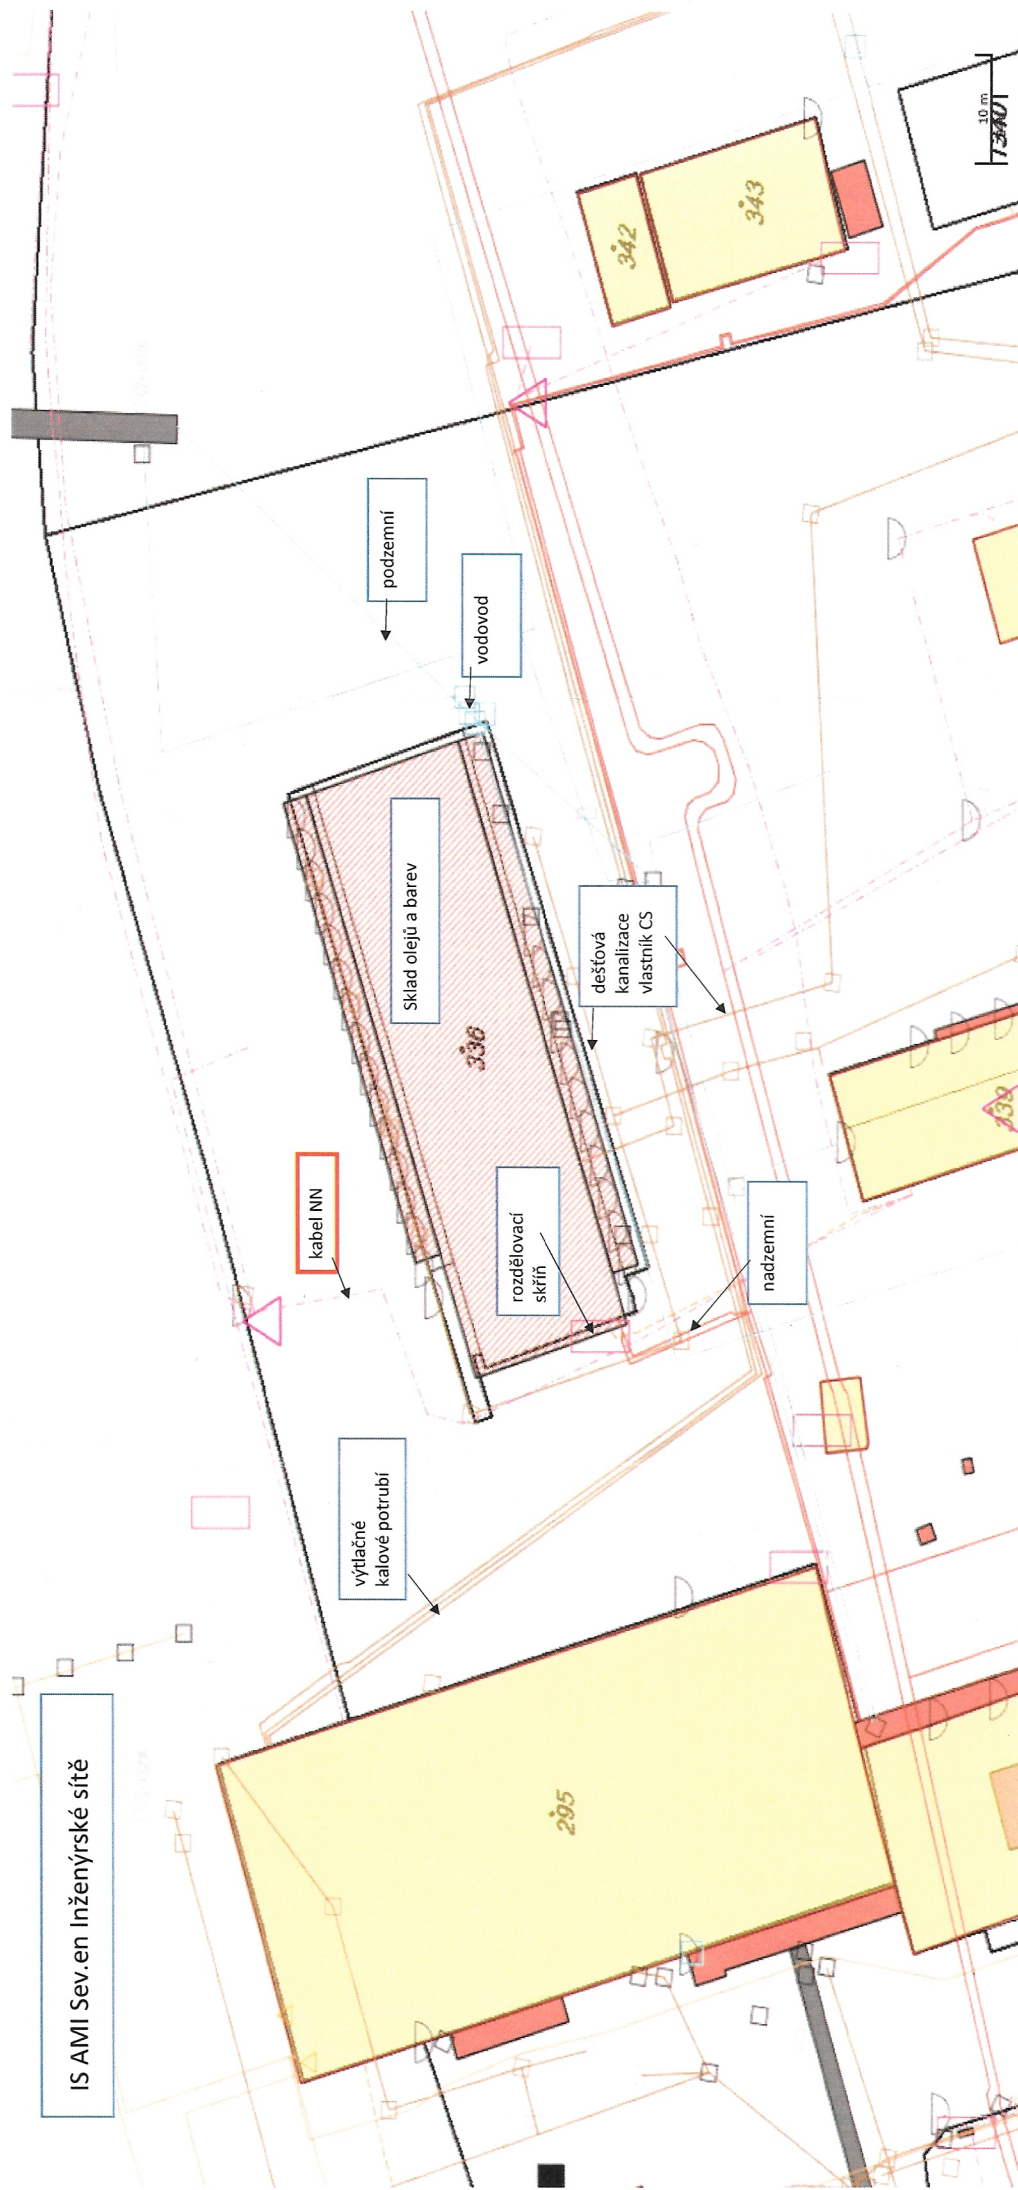 IS AMI Sev.en Inženýrské sítě
výtlačné
kalové potrubí
kabel NN
rozdělovací
skříň
nadzemní
Sklad olejů a barev
dešťová
kanalizace
vlastník CS
podzemní
vodovod
295
336
339
342
343
10 m